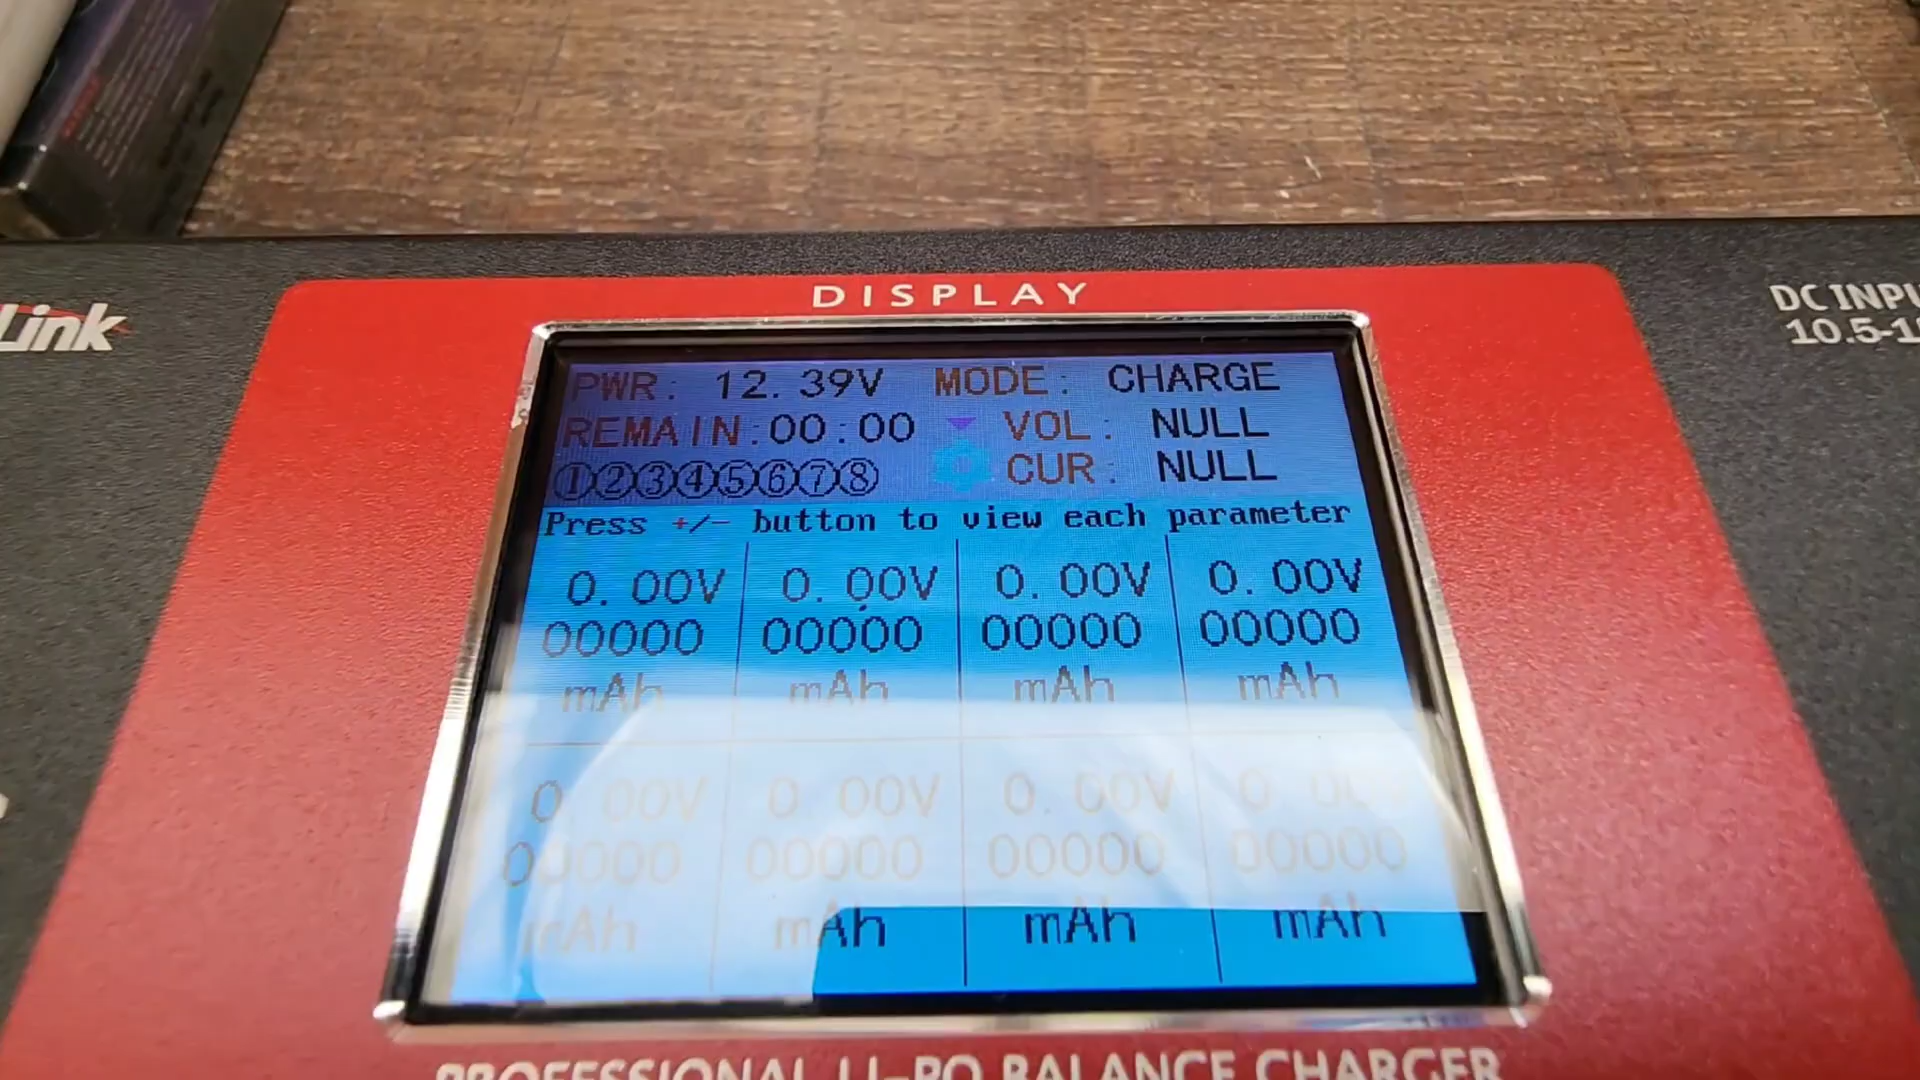 DISPLAY
Link
DC INPU
10.5-1
PWR: 12.39V MODE: CHARGE
REMAIN:00:00 VOL: NULL
①②③④⑤⑥⑦⑧ CUR: NULL
Press +/- button to view each parameter
0.00V 0.00V 0.00V 0.00V
00000 00000 00000 00000
mAh mAh mAh mAh
0.00V 0.00V 0.00V 0.00V
00000 00000 00000 00000
mAh mAh mAh mAh
PROFESSIONAL LI-PO BALANCE CHARGER